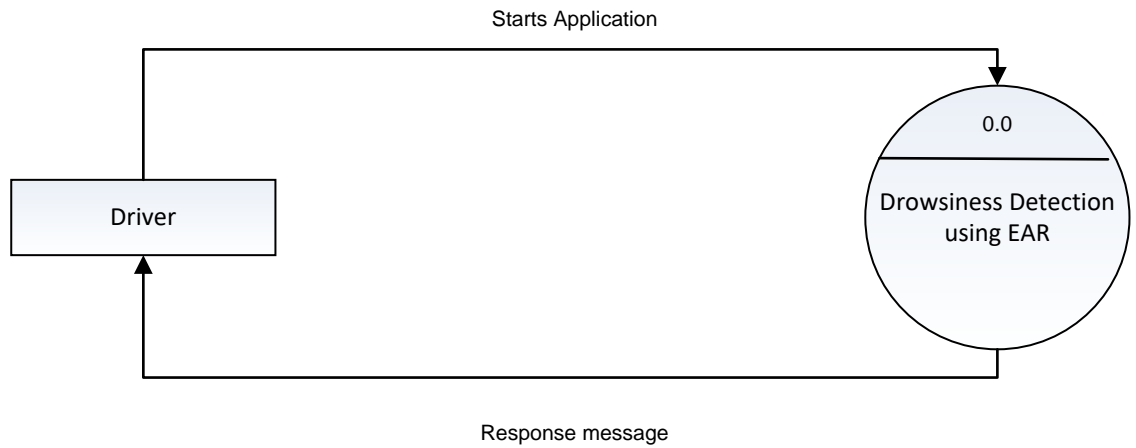 Starts Application
0.0
Driver
Drowsiness Detection
using EAR
Response message